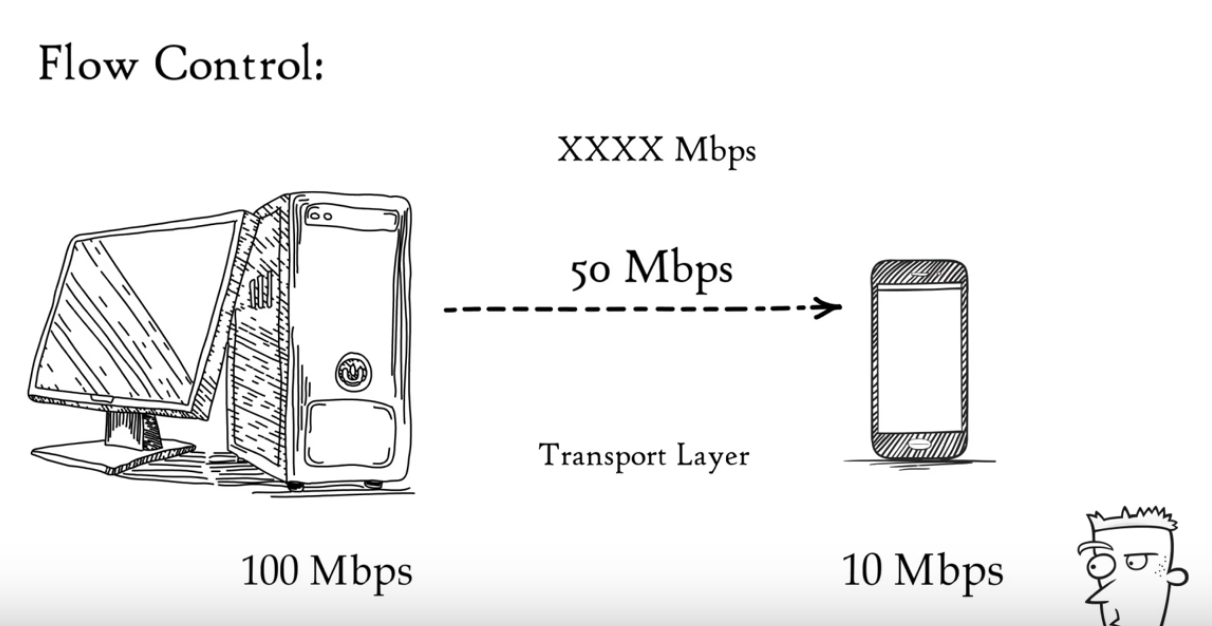 Flow Control:
XXXX Mbps
50 Mbps
Transport Layer
100 Mbps
10 Mbps